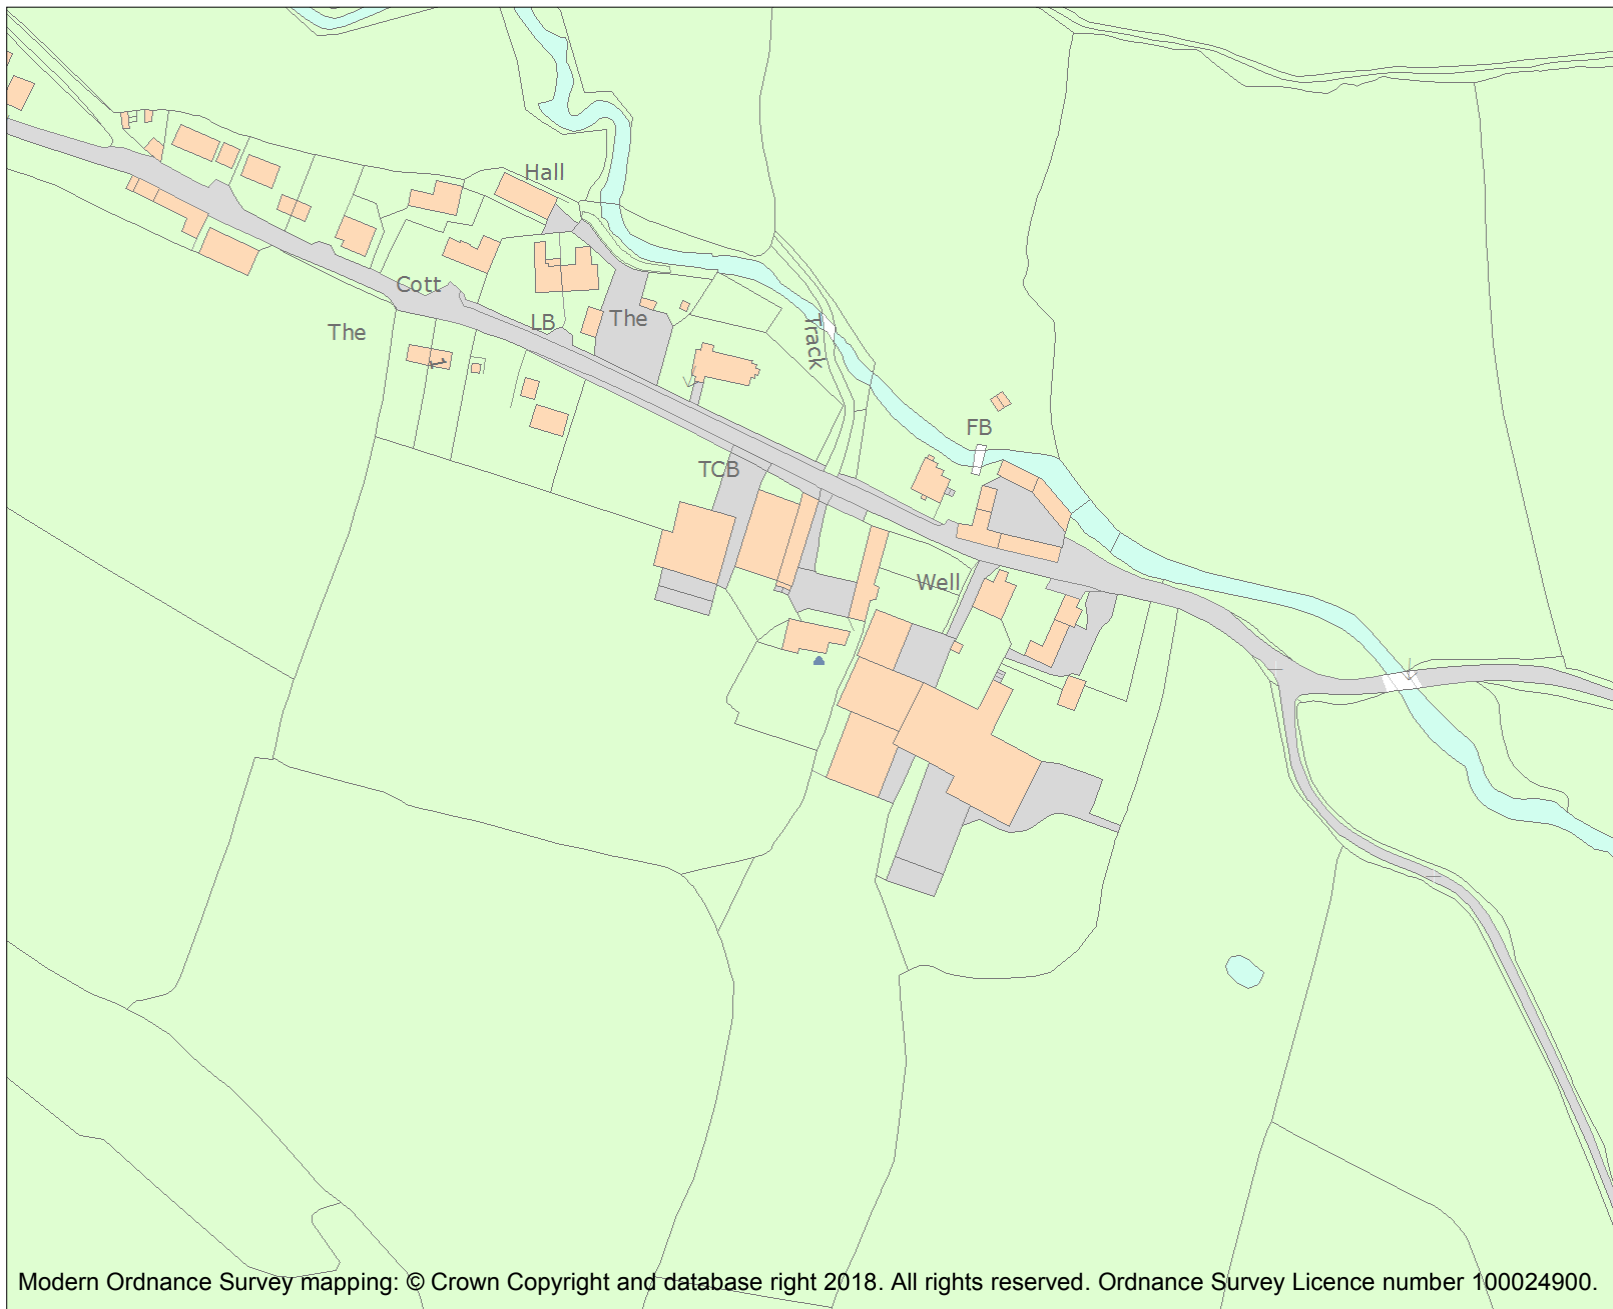 Hall
Cott
The
LB
The
Track
1
FB
TCB
Well
Modern Ordnance Survey mapping: © Crown Copyright and database right 2018. All rights reserved. Ordnance Survey Licence number 100024900.